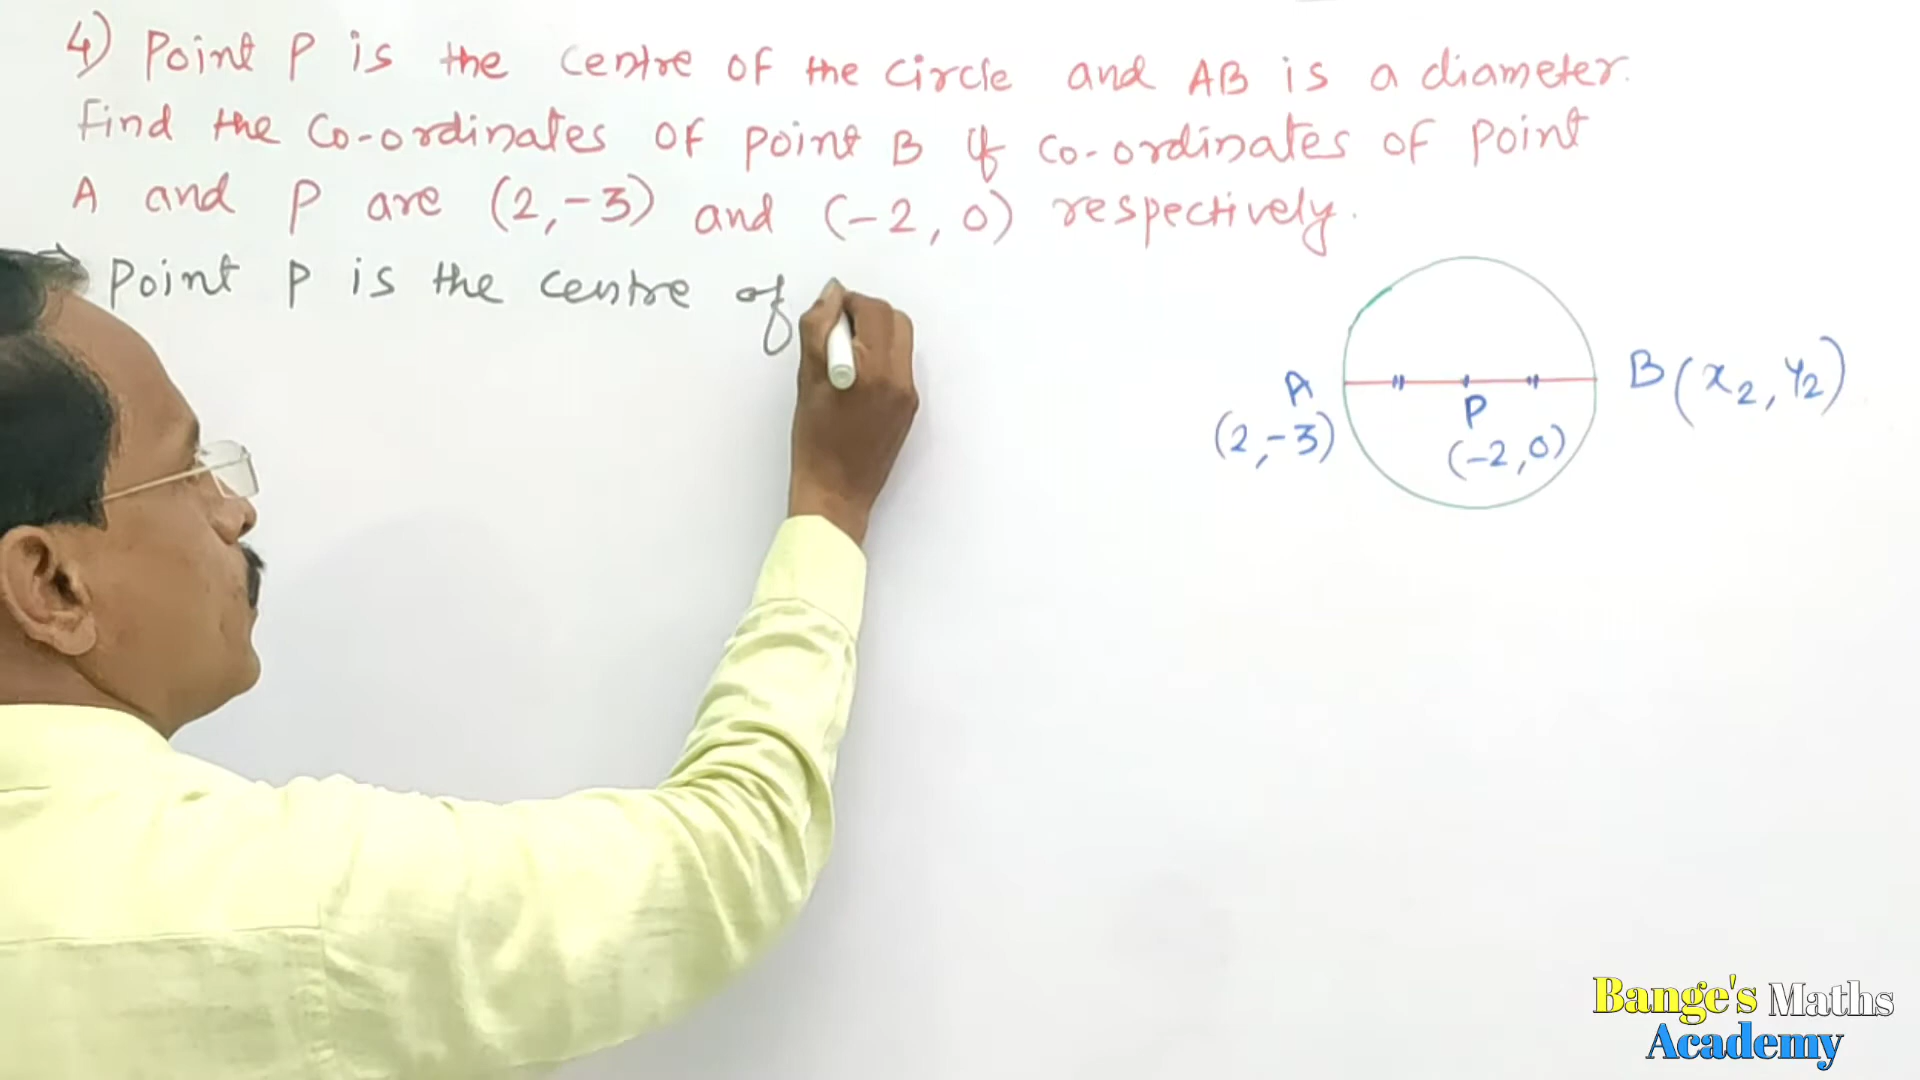 4) Point P is the centre of the circle and AB is a diameter.
Find the Co-ordinates of point B if co-ordinates of point
A and P are (2,-3) and (-2, 0) respectively.
→ Point P is the centre of
A
(2,-3)
P
(-2,0)
B(x₂, y₂)
Bange's Maths
Academy